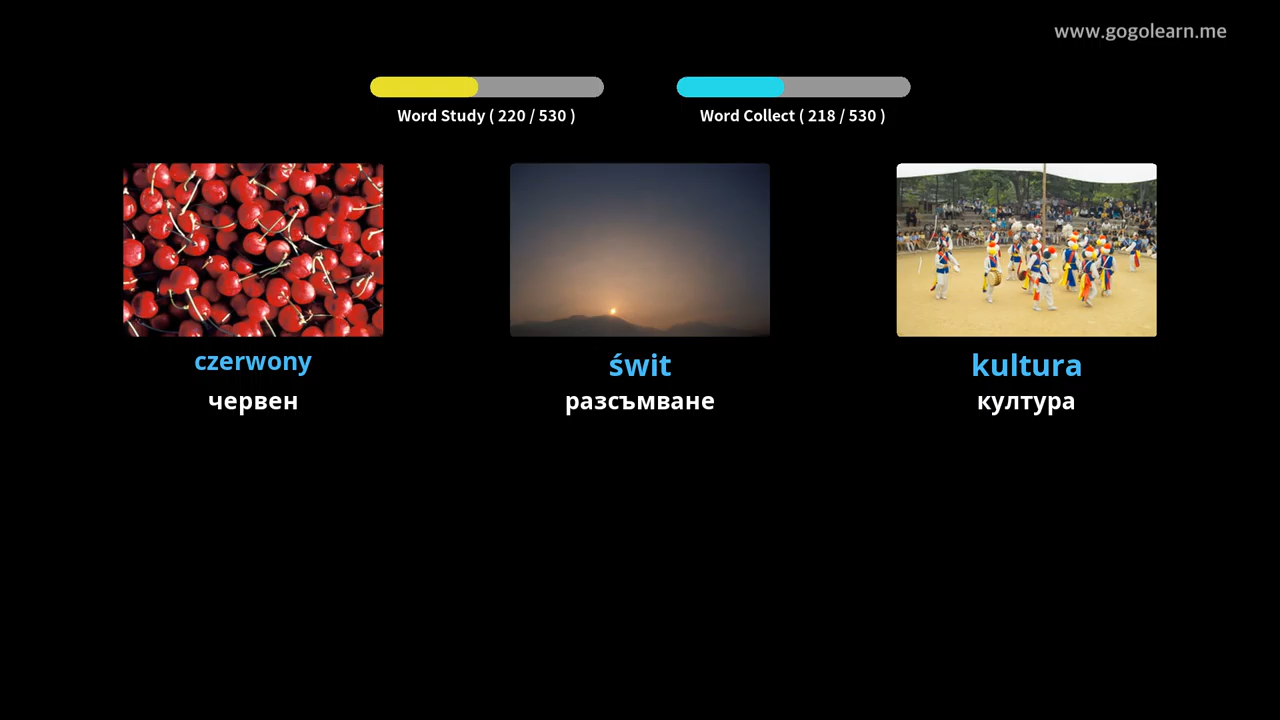 www.gogolearn.me
Word Study ( 220 / 530 )
Word Collect ( 218 / 530 )
czerwony
świt
kultura
червен
разсъмване
култура